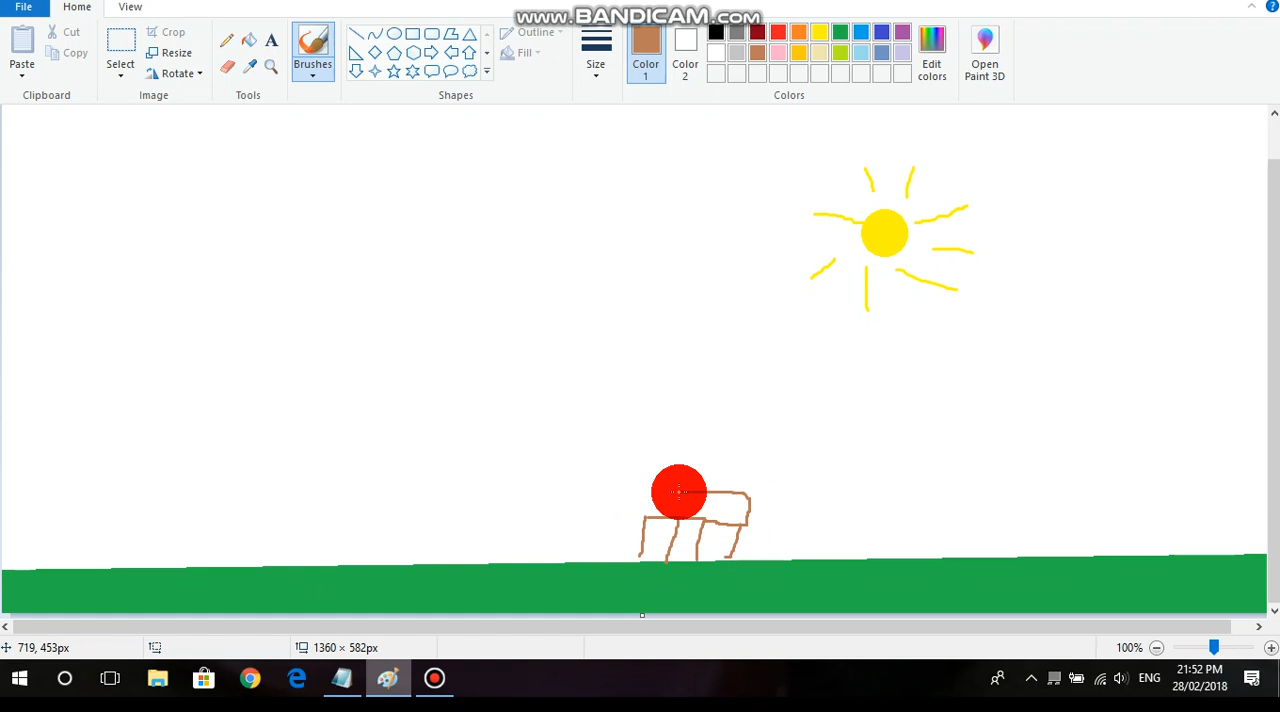 www.BANDICAM.com
File
Home
View
Cut
Copy
Paste
Clipboard
Select
Crop
Resize
Rotate
Image
A
Tools
Brushes
Shapes
Outline
Fill
Size
Color 1
Color 2
Colors
Edit colors
Open Paint 3D
719, 453px
1360 × 582px
100%
ENG
21:52 PM
28/02/2018